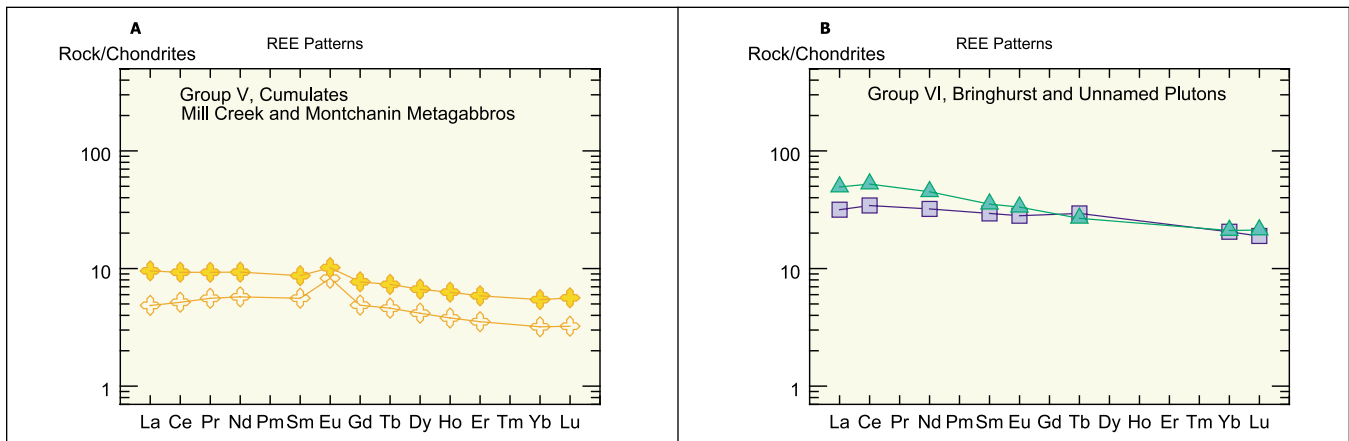 A
REE Patterns
Rock/Chondrites
Group V, Cumulates
Mill Creek and Montchanin Metagabbros
100
10
1
La Ce Pr Nd Pm Sm Eu Gd Tb Dy Ho Er Tm Yb Lu
B
REE Patterns
Rock/Chondrites
Group VI, Bringhurst and Unnamed Plutons
100
10
1
La Ce Pr Nd Pm Sm Eu Gd Tb Dy Ho Er Tm Yb Lu